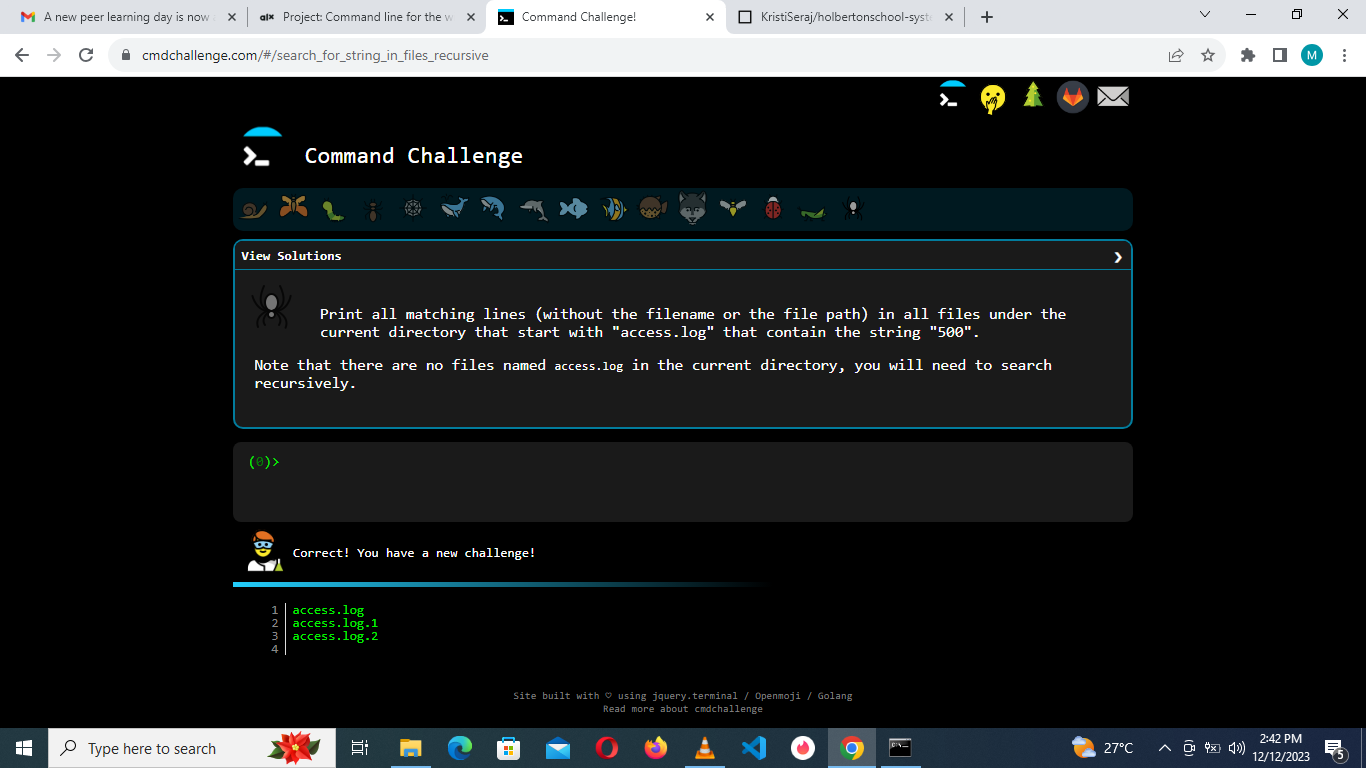 A new peer learning day is now
alx
Project: Command line for the w
Command Challenge!
KristiSeraj/holbertonschool-syst
cmdchallenge.com/#/search_for_string_in_files_recursive
M
Command Challenge
View Solutions
Print all matching lines (without the filename or the file path) in all files under the
current directory that start with "access.log" that contain the string "500".
Note that there are no files named access.log in the current directory, you will need to search
recursively.
(0)>
Correct! You have a new challenge!
1 access.log
2 access.log.1
3 access.log.2
4
Site built with ♡ using jquery.terminal / Openmoji / Golang
Read more about cmdchallenge
Type here to search
27°C
2:42 PM
12/12/2023
5